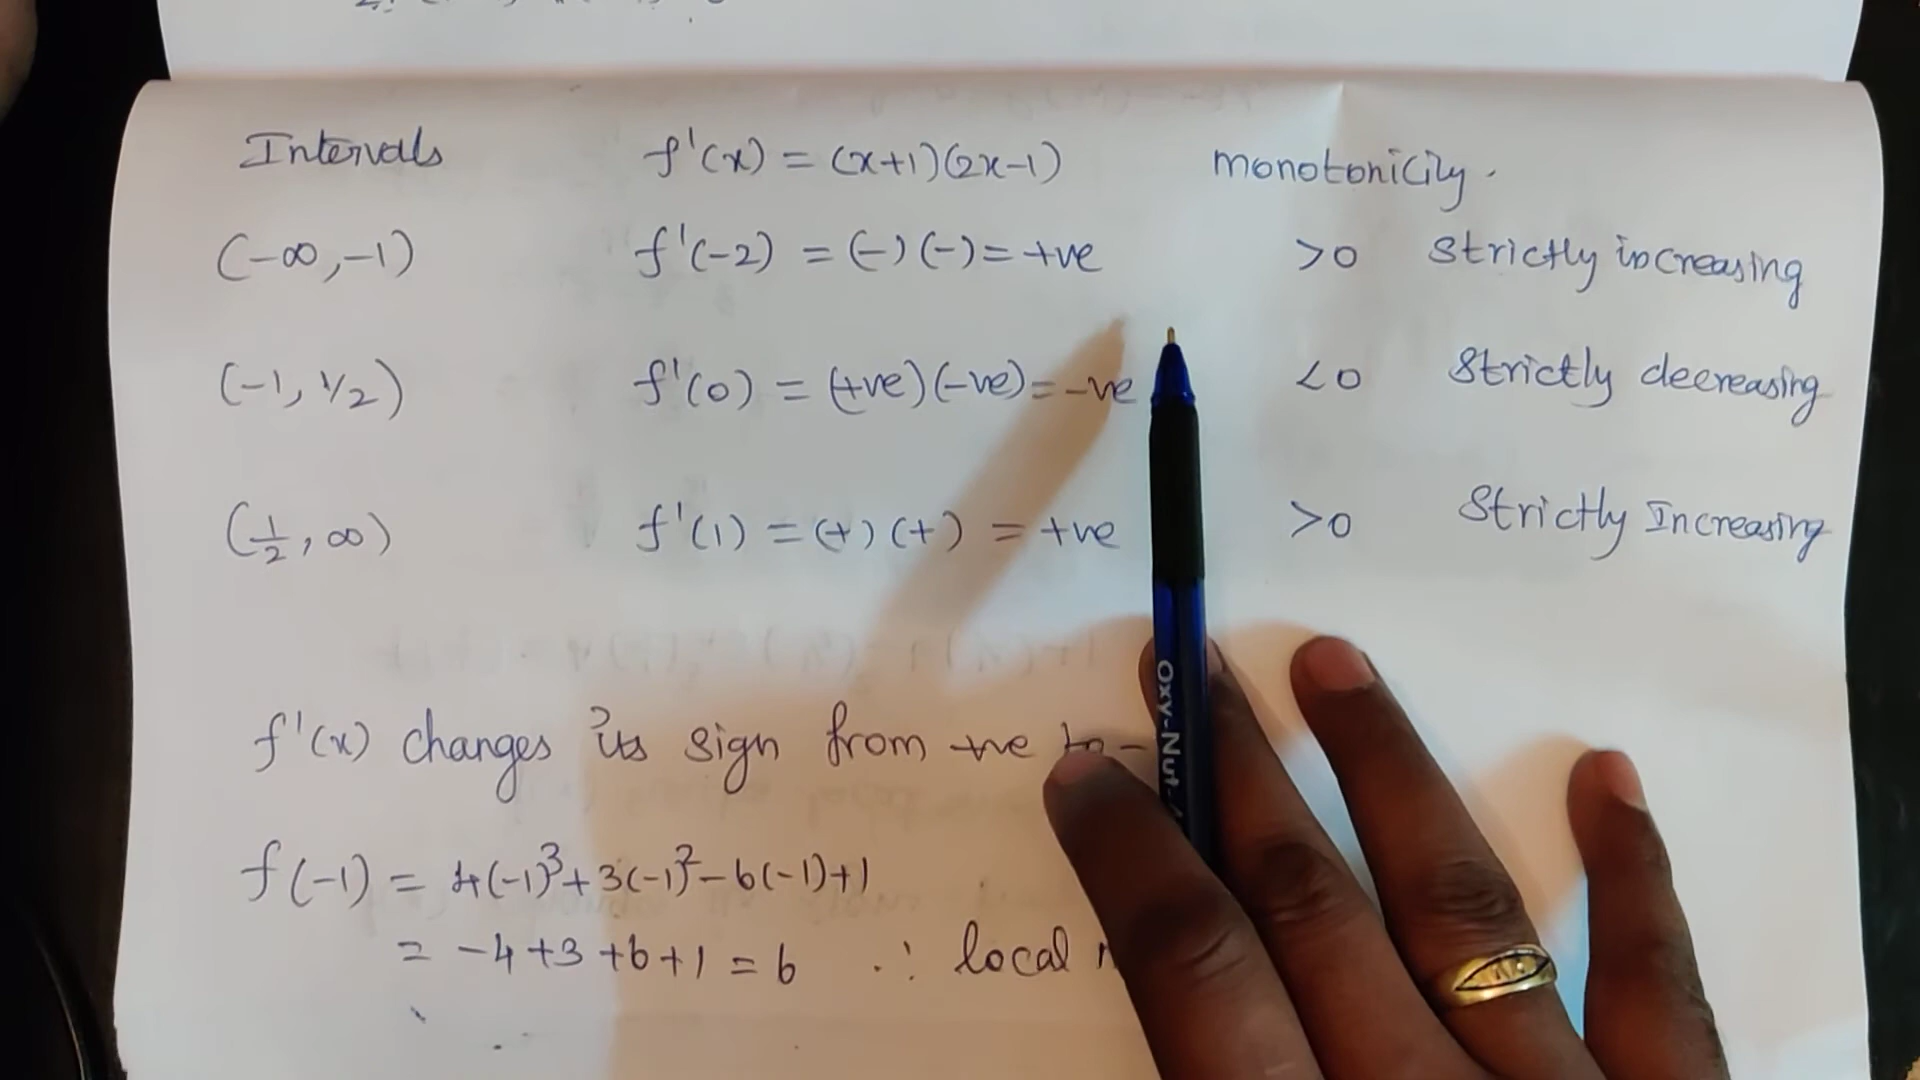 Intervals f'(x) = (x+1)(2x-1) monotonicity.
(-∞,-1) f'(-2) = (-)(-) = +ve >0 Strictly increasing
(-1, 1/2) f'(0) = (+ve)(-ve) = -ve <0 Strictly decreasing
(1/2, ∞) f'(1) = (+)(+) = +ve >0 Strictly Increasing
f'(x) changes its sign from +ve to -
f(-1) = 4(-1)³+3(-1)²-6(-1)+1
= -4+3+6+1 = 6 ∴ local
Oxy-Nut